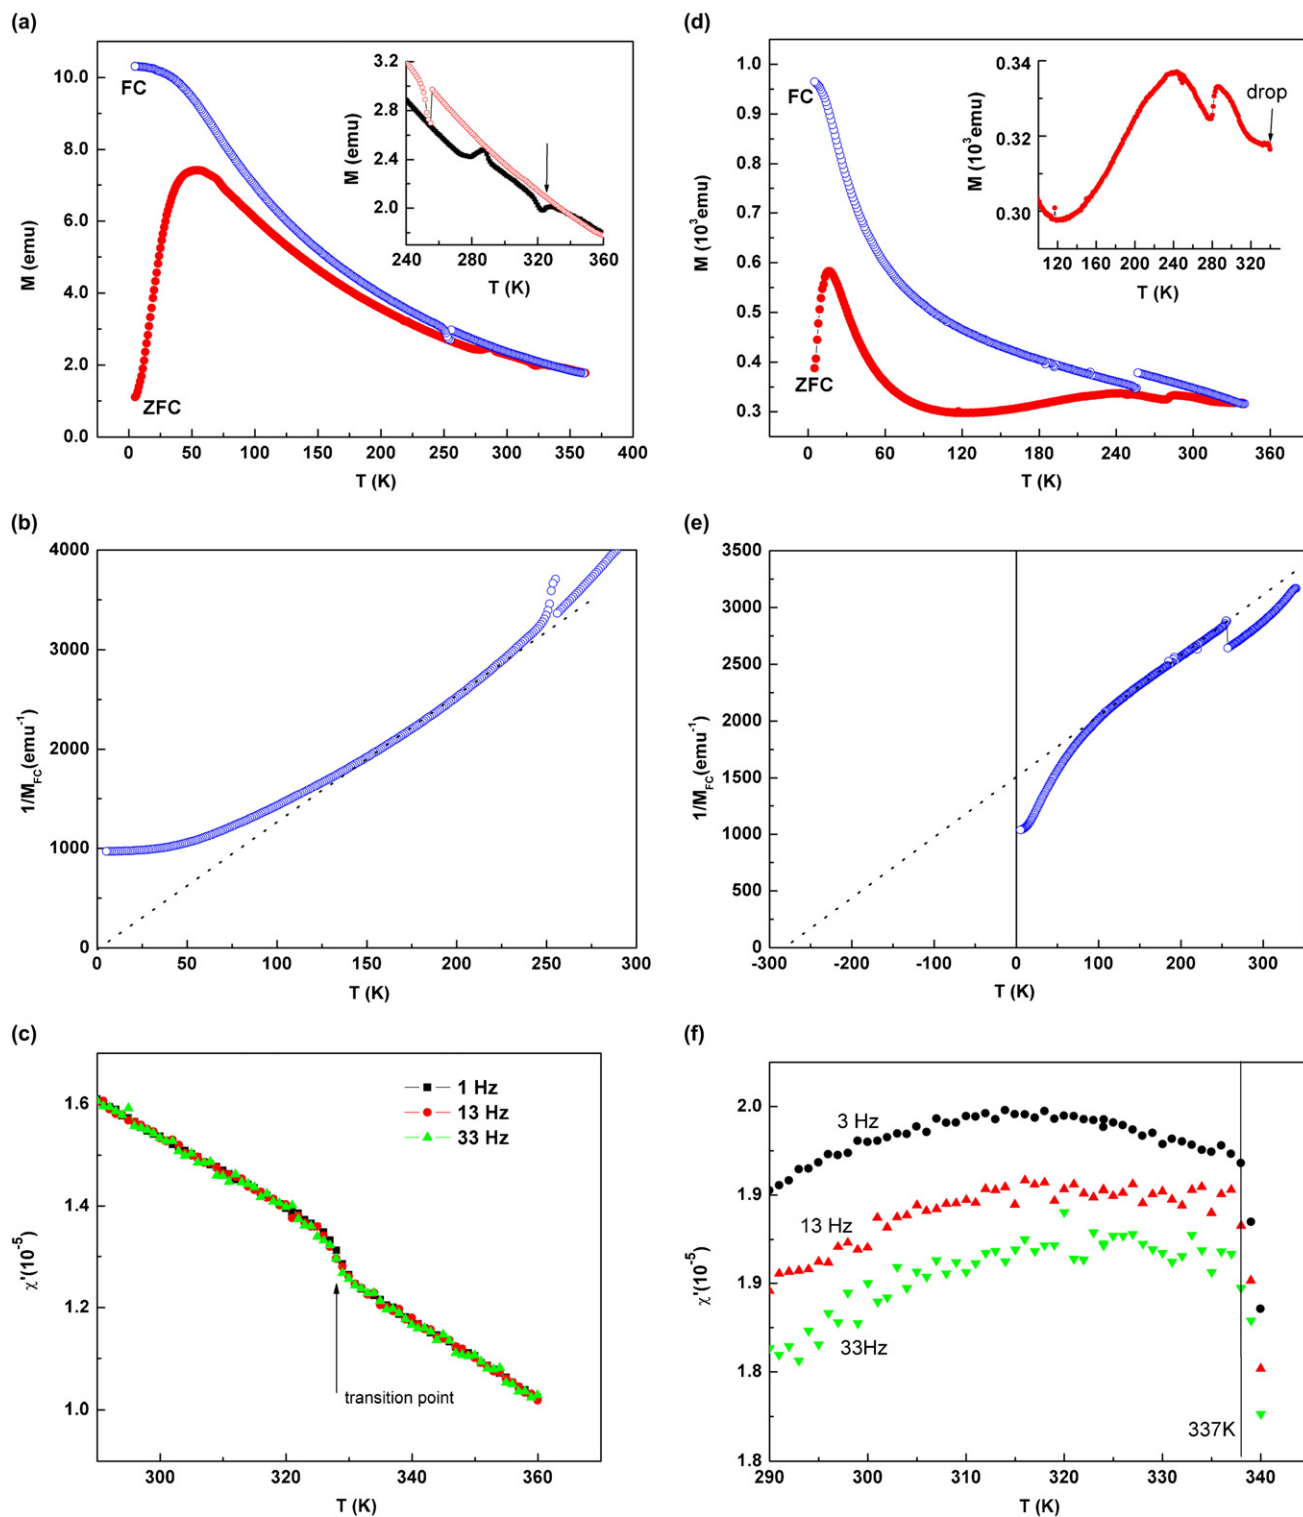 (a)
10.0
8.0
6.0
4.0
2.0
0.0
M (emu)
FC
ZFC
0 50 100 150 200 250 300 350 400
T (K)
3.2
2.8
2.4
2.0
M (emu)
240 280 320 360
T (K)
(d)
1.0
0.9
0.8
0.7
0.6
0.5
0.4
0.3
M (10³emu)
FC
ZFC
0 60 120 180 240 300 360
T (K)
0.34
0.32
0.30
M (10³emu)
drop
120 160 200 240 280 320
T (K)
(b)
4000
3000
2000
1000
0
1/M_FC(emu⁻¹)
0 50 100 150 200 250 300
T (K)
(e)
3500
3000
2500
2000
1500
1000
500
0
1/M_FC(emu⁻¹)
-300 -200 -100 0 100 200 300
T (K)
(c)
1.6
1.4
1.2
1.0
χ'(10⁻⁵)
1 Hz
13 Hz
33 Hz
transition point
300 320 340 360
T (K)
(f)
2.0
1.9
1.9
1.8
1.8
χ'(10⁻⁵)
3 Hz
13 Hz
33Hz
337K
290 300 310 320 330 340
T (K)